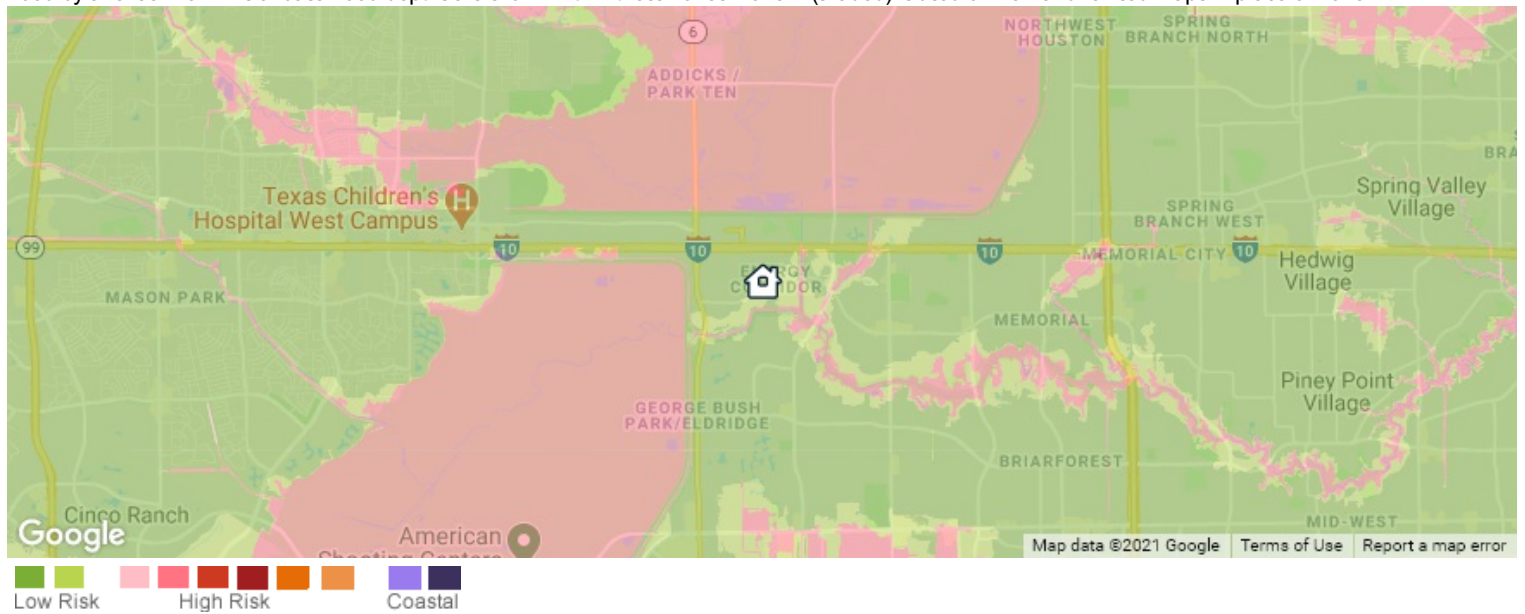 6
NORTHWEST
HOUSTON
SPRING
BRANCH NORTH
ADDICKS /
PARK TEN
Texas Children's
Hospital West Campus
H
SPRING
BRANCH WEST
Spring Valley
Village
99
10
10
10
MEMORIAL CITY
10
Hedwig
Village
MASON PARK
MEMORIAL
Piney Point
Village
GEORGE BUSH
PARK/ELDRIDGE
BRIARFOREST
Cinco Ranch
American
MID-WEST
Google
Map data ©2021 Google
Terms of Use
Report a map error
Low Risk
High Risk
Coastal